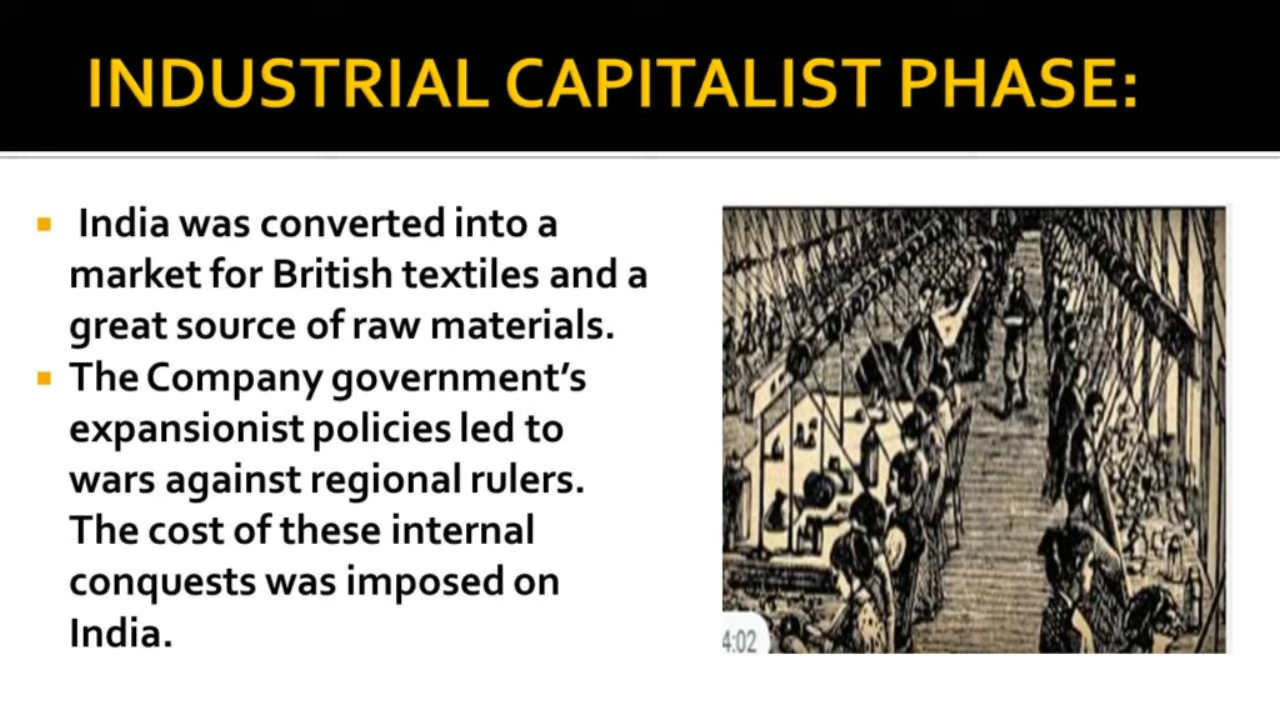 INDUSTRIAL CAPITALIST PHASE:
India was converted into a
market for British textiles and a
great source of raw materials.
The Company government’s
expansionist policies led to
wars against regional rulers.
The cost of these internal
conquests was imposed on
India.
4:02